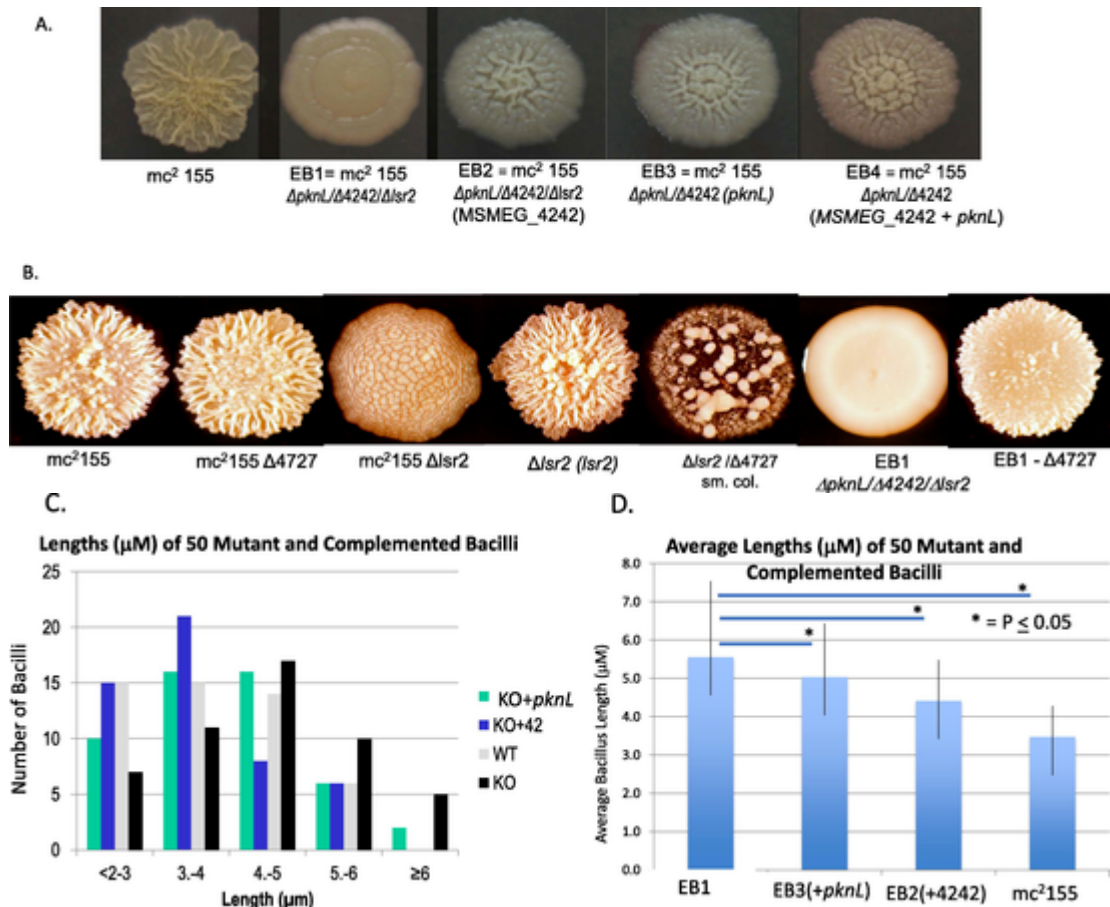 A.
mc² 155
EB1= mc² 155
ΔpknL/Δ4242/Δlsr2
EB2 = mc² 155
ΔpknL/Δ4242/Δlsr2
(MSMEG_4242)
EB3 = mc² 155
ΔpknL/Δ4242 (pknL)
EB4 = mc² 155
ΔpknL/Δ4242
(MSMEG_4242 + pknL)
B.
mc²155
mc²155 Δ4727
mc²155 Δlsr2
Δlsr2 (lsr2)
Δlsr2 /Δ4727
sm. col.
EB1
ΔpknL/Δ4242/Δlsr2
EB1 - Δ4727
C.
Lengths (μM) of 50 Mutant and
Complemented Bacilli
25
20
15
10
5
0
Number of Bacilli
<2-3
3.-4
4.-5
5.-6
≥6
Length (μm)
KO+pknL
KO+42
WT
KO
D.
Average Lengths (μM) of 50 Mutant and
Complemented Bacilli
8.0
7.0
6.0
5.0
4.0
3.0
2.0
1.0
0.0
Average Bacillus Length (μM)
*
*
*
* = P ≤ 0.05
EB1
EB3(+pknL)
EB2(+4242)
mc²155